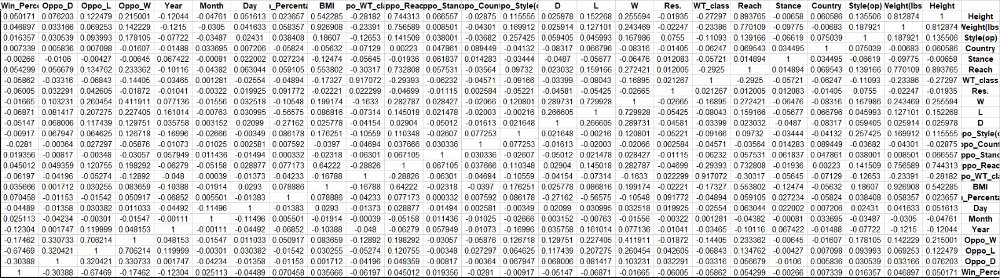 Win_Perce Oppo_D Oppo_L Oppo_W Year Month Day n_Percenta BMI po_WT_cla ppo_Reac ppo_Stanc po_Coun po_Style(o D L W Res. WT_class Reach Stance Country Style(op) Weight(lbs Height
0.050171 0.076203 0.122479 0.215001 -0.12044 -0.04761 0.051613 0.023657 0.542285 -0.28182 0.744313 0.066557 -0.02875 0.115555 0.025978 0.152268 0.255594 -0.01935 -0.27297 0.893765 -0.00658 0.060586 0.135506 0.812874 1 Height
0.046897 0.033166 0.069253 0.142229 -0.1215 -0.0305 0.041633 0.058357 0.926908 -0.23391 0.756589 0.008501 -0.04301 0.169912 0.025914 0.127101 0.243469 -0.02247 -0.23386 0.770109 -0.09775 -0.00683 0.187921 1 0.812874 Weight(lbs
0.016357 0.030539 0.093993 0.178105 -0.07722 -0.03487 0.02431 0.038408 0.18607 -0.12653 0.141509 0.038001 -0.03682 0.257425 0.059405 0.045993 0.167986 0.0755 -0.11093 0.139166 -0.06619 0.075039 1 0.187921 0.135506 Style(op)
0.007339 0.005836 0.007098 -0.01607 -0.01488 0.033695 0.007206 -0.05824 -0.05632 -0.07129 0.00223 0.047861 0.089449 -0.04132 -0.08317 0.066796 -0.08316 -0.01405 -0.06247 0.069543 0.034495 1 0.075039 -0.00683 0.060586 Country
-0.00266 -0.0106 -0.00427 -0.00645 0.067422 -0.00081 0.022002 0.027234 -0.12474 -0.05645 -0.01936 0.061837 0.014283 -0.03444 -0.0487 -0.05677 -0.06476 0.012083 -0.05721 0.014894 1 0.034495 -0.06619 -0.09775 -0.00658 Stance
0.054299 0.056679 0.134762 0.233362 -0.10116 -0.04382 0.063044 0.059105 0.553802 -0.30317 0.732808 0.057531 -0.03564 0.09732 0.023032 0.159166 0.272421 0.012005 -0.2925 1 0.014894 0.069543 0.139166 0.770109 0.893765 Reach
-0.05862 -0.03316 -0.06843 -0.14405 -0.03465 0.001281 -0.02554 -0.04894 -0.17327 0.917072 -0.29393 -0.06232 -0.04571 -0.09166 -0.03399 -0.08043 -0.16895 0.021267 1 -0.2925 -0.05721 -0.06247 -0.11093 -0.23386 -0.27297 WT_class
-0.06005 0.032291 0.042605 -0.01872 -0.01041 -0.00322 0.019925 0.091772 -0.02221 0.022299 -0.04699 -0.01115 0.002584 -0.05221 -0.04581 -0.05425 -0.02665 1 0.021267 0.012005 0.012083 -0.01405 0.0755 -0.02247 -0.01935 Res.
-0.01665 0.103231 0.260454 0.411911 0.077136 -0.01556 0.032518 -0.10548 0.199174 -0.1633 0.282787 0.028427 -0.02066 0.120801 0.289731 0.729928 1 -0.02665 -0.16895 0.272421 -0.06476 -0.08316 0.167986 0.243469 0.255594 W
-0.06871 0.081417 0.207275 0.227405 0.161014 -0.00763 0.030995 -0.56575 0.086816 -0.07314 0.145018 0.021478 -0.02003 -0.00216 0.266605 1 0.729928 -0.05425 -0.08043 0.159166 -0.05677 0.066796 0.045993 0.127101 0.152268 L
-0.05147 0.068006 0.117439 0.129751 0.035758 0.003152 0.02099 -0.27162 0.025778 -0.04154 0.02904 -0.05012 -0.01613 0.021648 1 0.266605 0.289731 -0.04581 -0.03399 0.023032 -0.0487 -0.08317 0.059405 0.025914 0.025978 D
-0.00917 0.067947 0.064625 0.126718 -0.16996 -0.02666 -0.00349 0.086178 0.176251 -0.10559 0.110348 -0.02607 0.077253 1 0.021648 -0.00216 0.120801 -0.05221 -0.09166 0.09732 -0.03444 -0.04132 0.257425 0.169912 0.115555 po_Style(o
-0.0281 -0.00364 0.027297 -0.05876 -0.01073 -0.01025 0.002581 0.007592 -0.0397 -0.04694 0.037666 0.030336 1 0.077253 -0.01613 -0.02003 -0.02066 0.002584 -0.04571 -0.03564 0.014283 0.089449 -0.03682 -0.04301 -0.02875 po_Coun
0.019356 -0.00817 -0.00348 -0.03057 0.057949 0.011436 -0.01494 0.000332 -0.02318 -0.06301 0.067105 1 0.030336 -0.02607 -0.05012 0.021478 0.028427 -0.01115 -0.06232 0.057531 0.061837 0.047861 0.038001 0.008501 0.066557 ppo_Stanc
0.045012 0.049359 0.120755 0.198292 -0.06279 -0.05158 0.028877 0.077173 0.64222 -0.28826 1 0.067105 0.037666 0.110348 0.02904 0.145018 0.282787 -0.04699 -0.29393 0.732808 -0.01936 0.00223 0.141509 0.756589 0.744313 ppo_Reac
-0.06197 -0.04196 -0.05274 -0.12892 -0.048 -0.00039 -0.01373 -0.04233 -0.16788 1 -0.28826 -0.06301 -0.04694 -0.10559 -0.04154 -0.07314 -0.1633 0.022299 0.917072 -0.30317 -0.05645 -0.07129 -0.12653 -0.23391 -0.28182 po_WT_cla
0.035666 0.001712 0.030255 0.083659 -0.10388 -0.01914 0.0293 0.078886 1 -0.16788 0.64222 -0.02318 -0.0397 0.176251 0.025778 0.086816 0.199174 -0.02221 -0.17327 0.553802 -0.12474 -0.05632 0.18607 0.926908 0.542285 BMI
0.070458 -0.01153 -0.01542 0.050917 -0.06852 0.005501 -0.01383 1 0.078886 -0.04233 0.077173 0.000332 0.007592 0.086178 -0.27162 -0.56575 -0.10548 0.091772 -0.04894 0.059105 0.027234 -0.05824 0.038408 0.058357 0.023657 n_Percenta
-0.04489 -0.01358 0.030382 0.011033 -0.04492 -0.11496 1 -0.01383 0.0293 -0.01373 0.028877 -0.01494 0.002581 -0.00349 0.02099 0.030995 0.032518 0.019925 -0.02554 0.063044 0.022002 0.007206 0.02431 0.041633 0.051613 Day
0.025113 -0.04234 -0.00301 -0.01547 -0.00111 1 -0.11496 0.005501 -0.01914 -0.00039 -0.05158 0.011436 -0.01025 -0.02666 0.003152 -0.00763 -0.01556 -0.00322 0.001281 -0.04382 -0.00081 0.033695 -0.03487 -0.0305 -0.04761 Month
-0.12304 0.001747 0.119999 0.048153 1 -0.00111 -0.04492 -0.06852 -0.10388 -0.048 -0.06279 0.057949 -0.01073 -0.16996 0.035758 0.161014 0.077136 -0.01041 -0.03465 -0.10116 0.067422 -0.01488 -0.07722 -0.1215 -0.12044 Year
-0.17462 0.330733 0.706214 1 0.048153 -0.01547 0.011033 0.050917 0.083659 -0.12892 0.198292 -0.03057 -0.05876 0.126718 0.129751 0.227405 0.411911 -0.01872 -0.14405 0.233362 -0.00645 -0.01607 0.178105 0.142229 0.215001 Oppo_W
-0.67469 0.320421 1 0.706214 0.119999 -0.00301 0.030382 -0.01542 0.030255 -0.05274 0.120755 -0.00348 0.027297 0.064625 0.117439 0.207275 0.260454 0.042605 -0.06843 0.134762 -0.00427 0.007098 0.093993 0.069253 0.122479 Oppo_L
-0.30388 1 0.320421 0.330733 0.001747 -0.04234 -0.01358 -0.01153 0.001712 -0.04196 0.049359 -0.00817 -0.00364 0.067947 0.068006 0.081417 0.103231 0.032291 -0.03316 0.056679 -0.0106 0.005836 0.030539 0.033166 0.076203 Oppo_D
1 -0.30388 -0.67469 -0.17462 -0.12304 0.025113 -0.04489 0.070458 0.035666 -0.06197 0.045012 0.019356 -0.0281 -0.00917 -0.05147 -0.06871 -0.01665 -0.06005 -0.05862 0.054299 -0.00266 0.007339 0.016357 0.046897 0.050171 Win_Perce